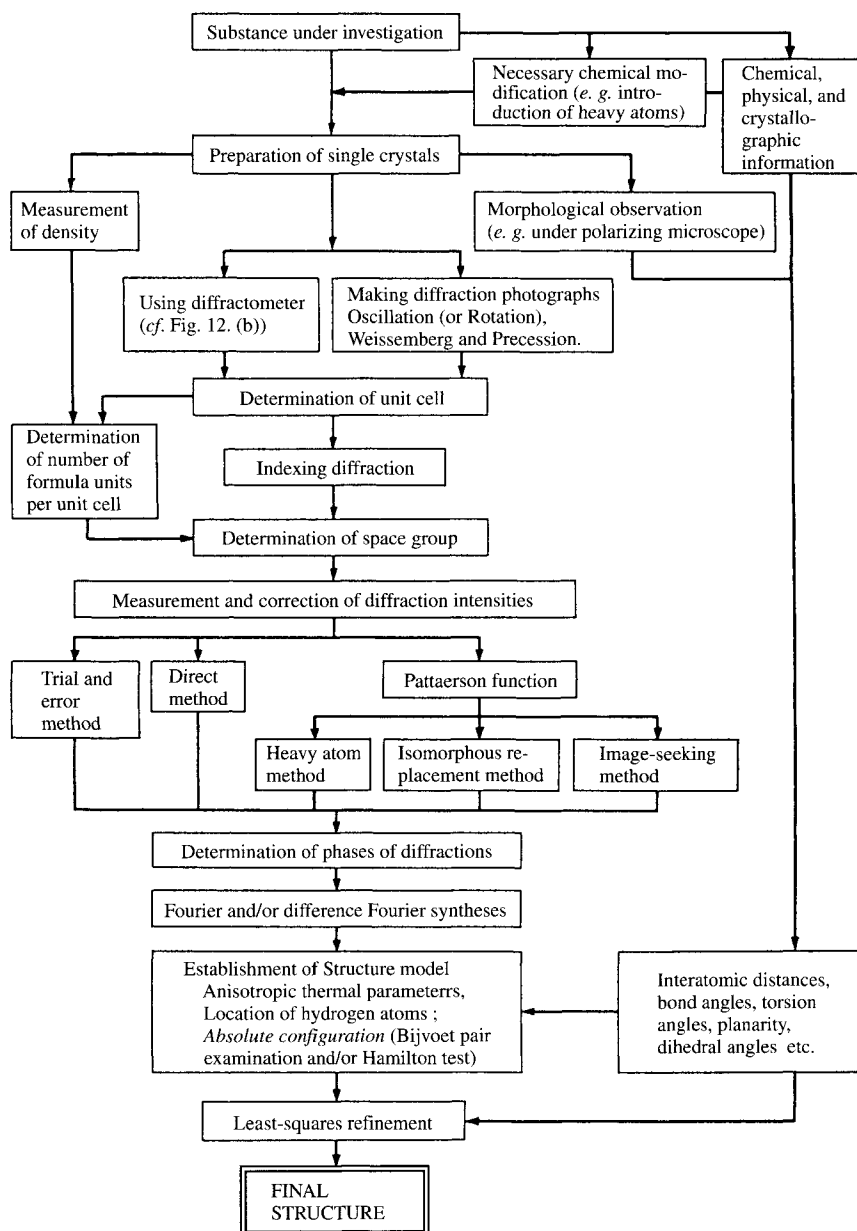 Substance under investigation
Necessary chemical mo-
dification (e. g. intro-
duction of heavy atoms)
Chemical,
physical, and
crystallo-
graphic
information
Preparation of single crystals
Measurement
of density
Morphological observation
(e. g. under polarizing microscope)
Using diffractometer
(cf. Fig. 12. (b))
Making diffraction photographs
Oscillation (or Rotation),
Weissemberg and Precession.
Determination of unit cell
Determination
of number of
formula units
per unit cell
Indexing diffraction
Determination of space group
Measurement and correction of diffraction intensities
Trial and
error
method
Direct
method
Pattaerson function
Heavy atom
method
Isomorphous re-
placement method
Image-seeking
method
Determination of phases of diffractions
Fourier and/or difference Fourier syntheses
Establishment of Structure model
Anisotropic thermal parameterrs,
Location of hydrogen atoms ;
Absolute configuration (Bijvoet pair
examination and/or Hamilton test)
Interatomic distances,
bond angles, torsion
angles, planarity,
dihedral angles etc.
Least-squares refinement
FINAL
STRUCTURE